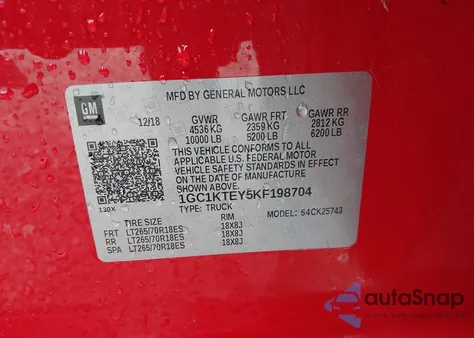 MFD BY GENERAL MOTORS LLC
GM
12/18 GVWR GAWR FRT GAWR RR
4536 KG 2359 KG 2812 KG
10000 LB 5200 LB 6200 LB
THIS VEHICLE CONFORMS TO ALL
APPLICABLE U.S. FEDERAL MOTOR
VEHICLE SAFETY STANDARDS IN
EFFECT ON THE DATE OF
MANUFACTURE SHOWN ABOVE.
1GC1KTEY5KF198704
130X TYPE: TRUCK
TIRE SIZE RIM MODEL: 54CK25743
FRT LT265/70R18ES 18X8J
RR LT265/70R18ES 18X8J
SPA LT265/70R18ES 18X8J
autoSnap